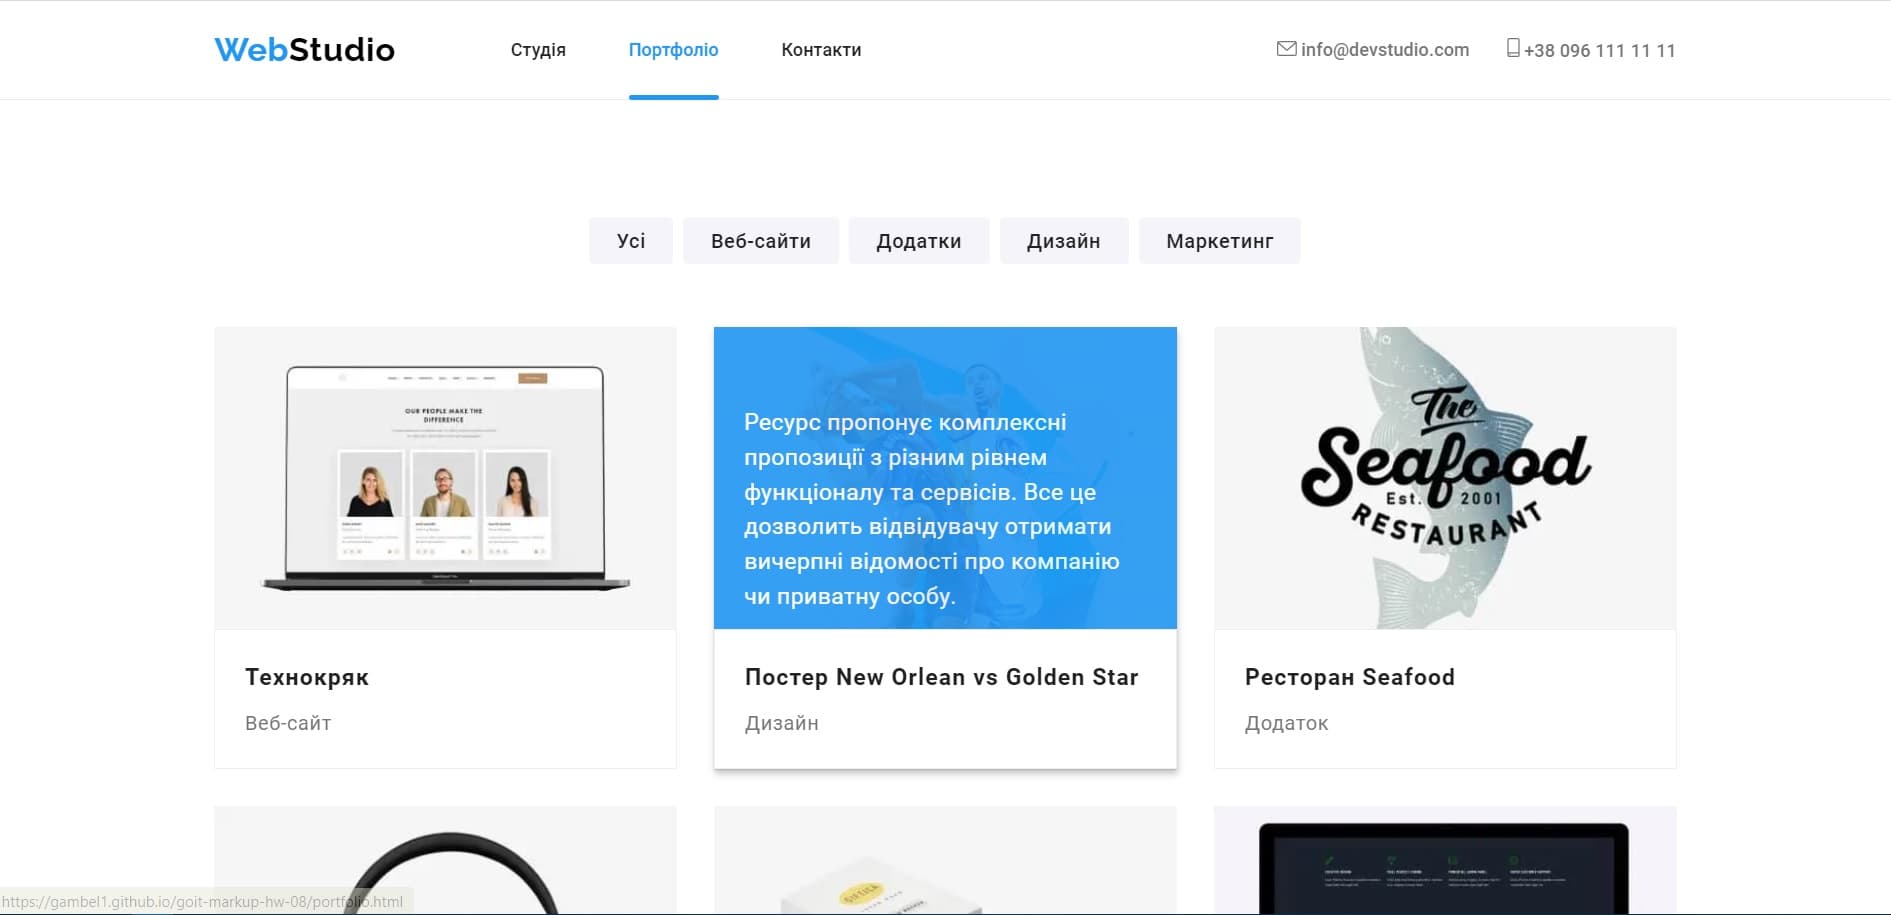 WebStudio
Студія
Портфоліо
Контакти
info@devstudio.com
+38 096 111 11 11
Усі
Веб-сайти
Додатки
Дизайн
Маркетинг
OUR PEOPLE MAKE THE
DIFFERENCE
Ресурс пропонує комплексні
пропозиції з різним рівнем
функціоналу та сервісів. Все це
дозволить відвідувачу отримати
вичерпні відомості про компанію
чи приватну особу.
The
Seafood
Est. 2001
RESTAURANT
Технокряк
Веб-сайт
Постер New Orlean vs Golden Star
Дизайн
Ресторан Seafood
Додаток
https://gambel1.github.io/goit-markup-hw-08/portfolio.html